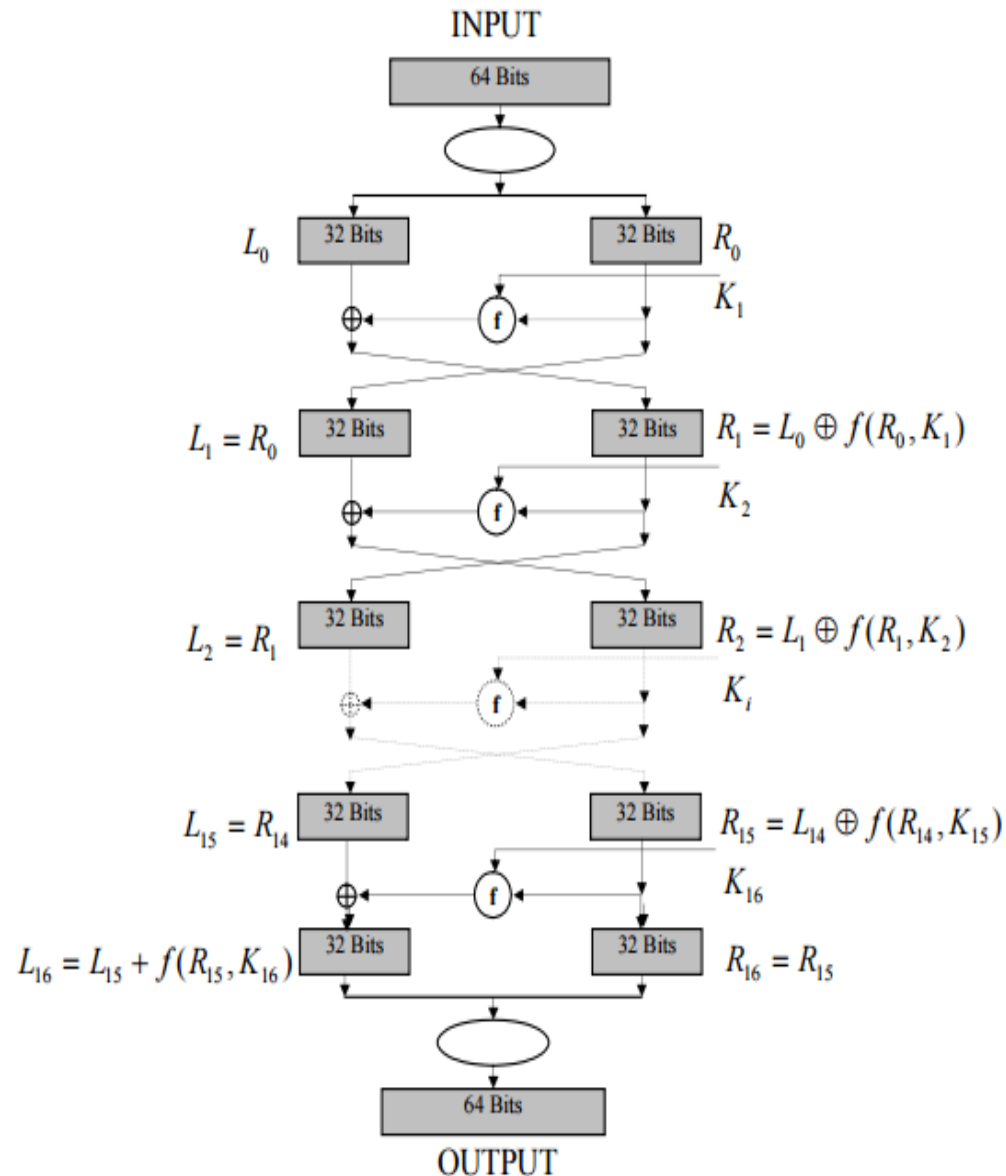 INPUT
64 Bits
L₀ 32 Bits 32 Bits R₀
K₁
⊕ f
L₁ = R₀ 32 Bits 32 Bits R₁ = L₀ ⊕ f(R₀, K₁)
K₂
⊕ f
L₂ = R₁ 32 Bits 32 Bits R₂ = L₁ ⊕ f(R₁, K₂)
Kᵢ
⊕ f
L₁₅ = R₁₄ 32 Bits 32 Bits R₁₅ = L₁₄ ⊕ f(R₁₄, K₁₅)
K₁₆
⊕ f
L₁₆ = L₁₅ + f(R₁₅, K₁₆) 32 Bits 32 Bits R₁₆ = R₁₅
64 Bits
OUTPUT